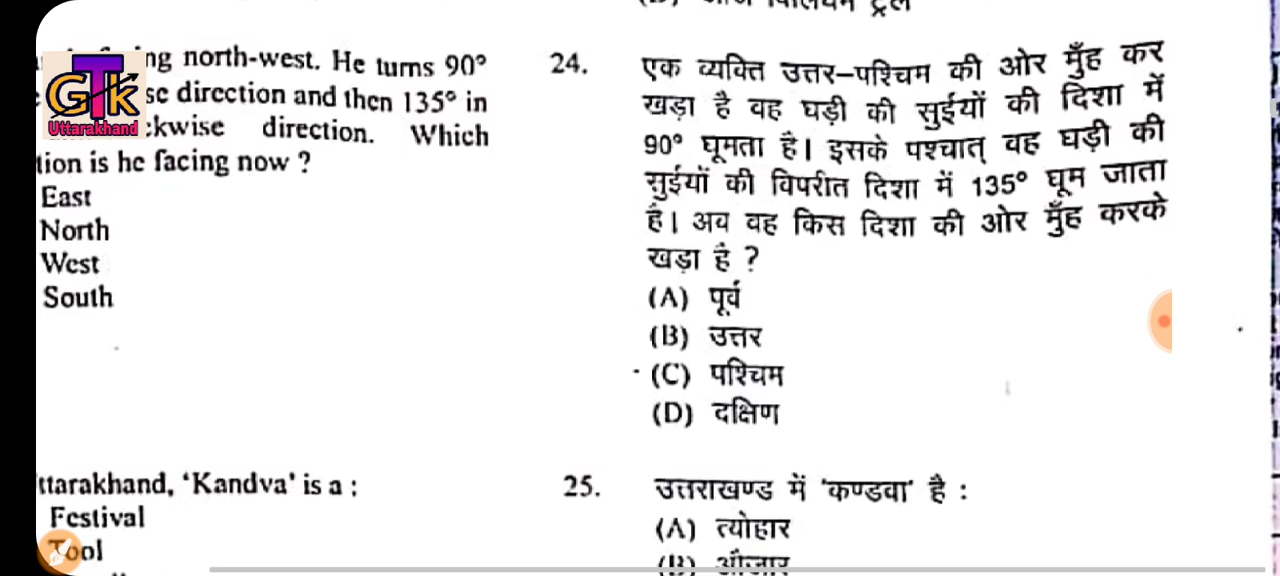 ing north-west. He turns 90°
se direction and then 135° in
ckwise direction. Which
tion is he facing now ?
East
North
West
South
ttarakhand, ‘Kandva’ is a :
Festival
Tool
GTK
Uttarakhand
24. एक व्यक्ति उत्तर–पश्चिम की ओर मुँह कर
खड़ा है वह घड़ी की सुईयों की दिशा में
90° घूमता है। इसके पश्चात् वह घड़ी की
सुईयों की विपरीत दिशा में 135° घूम जाता
है। अब वह किस दिशा की ओर मुँह करके
खड़ा है ?
(A) पूर्व
(B) उत्तर
(C) पश्चिम
(D) दक्षिण
25. उत्तराखण्ड में ‘कण्डवा’ है :
(A) त्योहार
(B) औजार